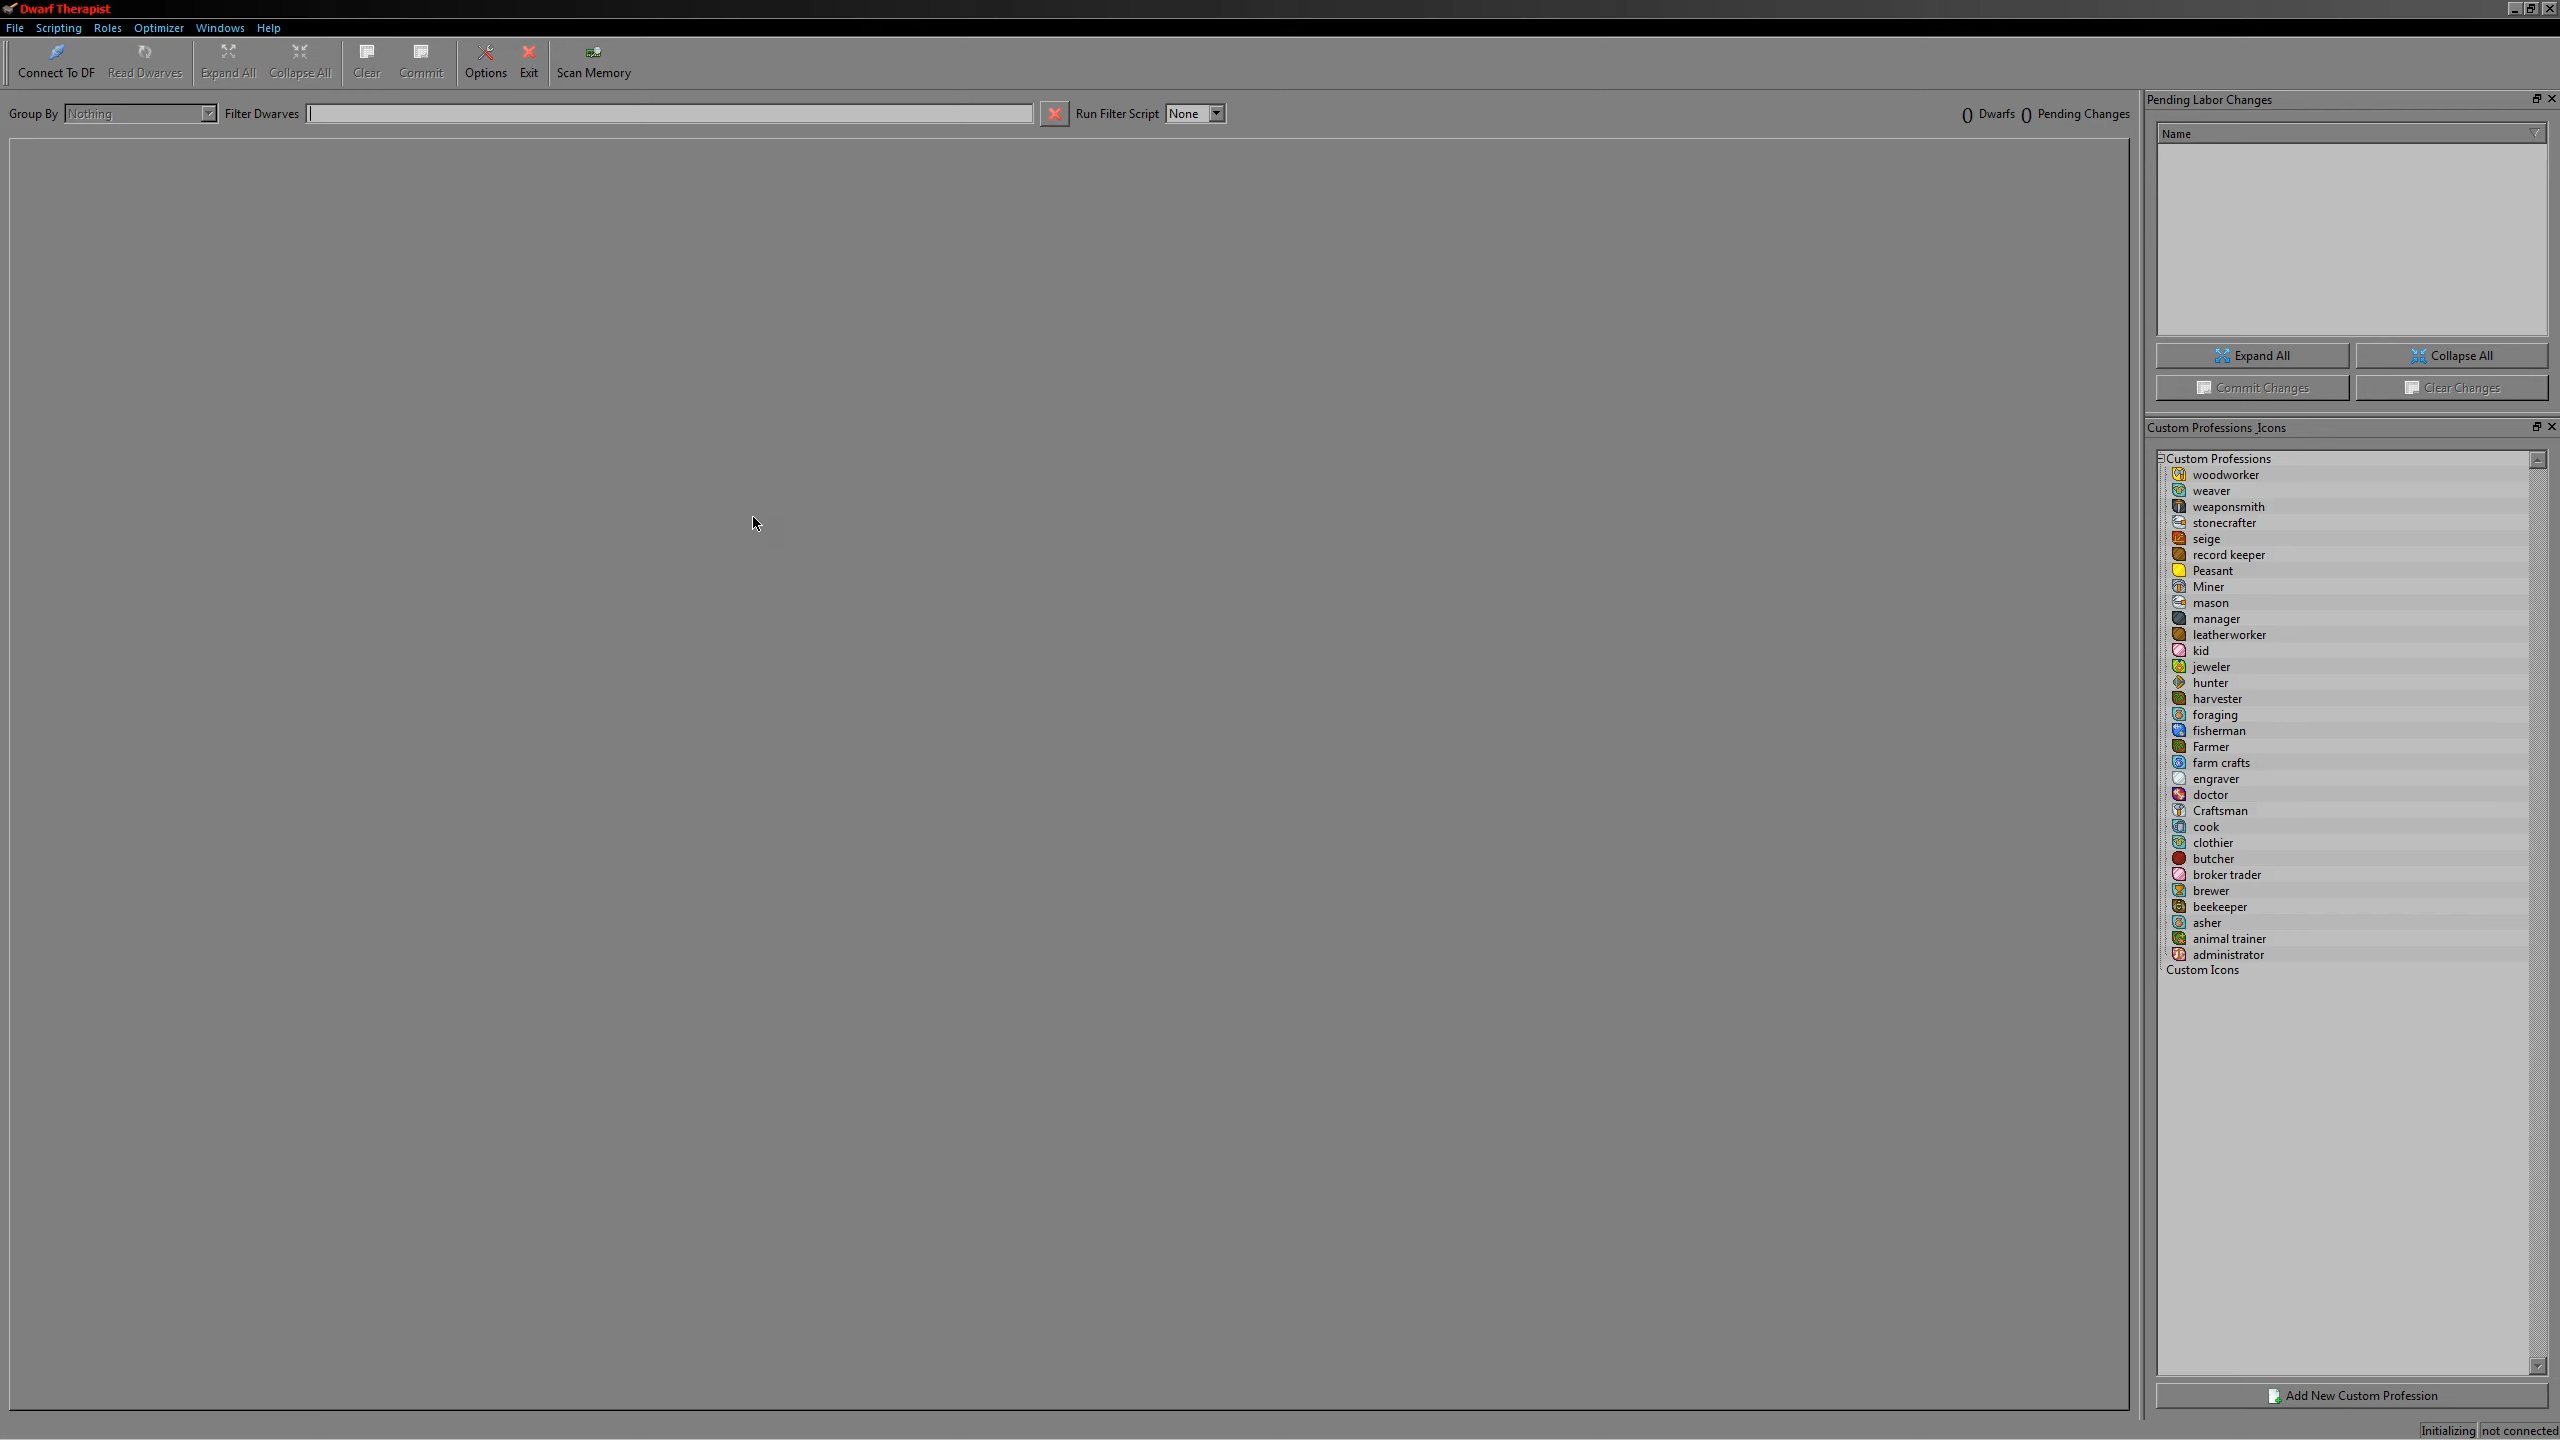 Dwarf Therapist
File Scripting Roles Optimizer Windows Help
Connect To DF Read Dwarves Expand All Collapse All Clear Commit Options Exit Scan Memory
Group By Nothing Filter Dwarves Run Filter Script None 0 Dwarfs 0 Pending Changes
Pending Labor Changes
Name
Expand All Collapse All
Commit Changes Clear Changes
Custom Professions_Icons
Custom Professions
woodworker
weaver
weaponsmith
stonecrafter
seige
record keeper
Peasant
Miner
mason
manager
leatherworker
kid
jeweler
hunter
harvester
foraging
fisherman
Farmer
farm crafts
engraver
doctor
Craftsman
cook
clothier
butcher
broker trader
brewer
beekeeper
asher
animal trainer
administrator
Custom Icons
Add New Custom Profession
Initializing not connected